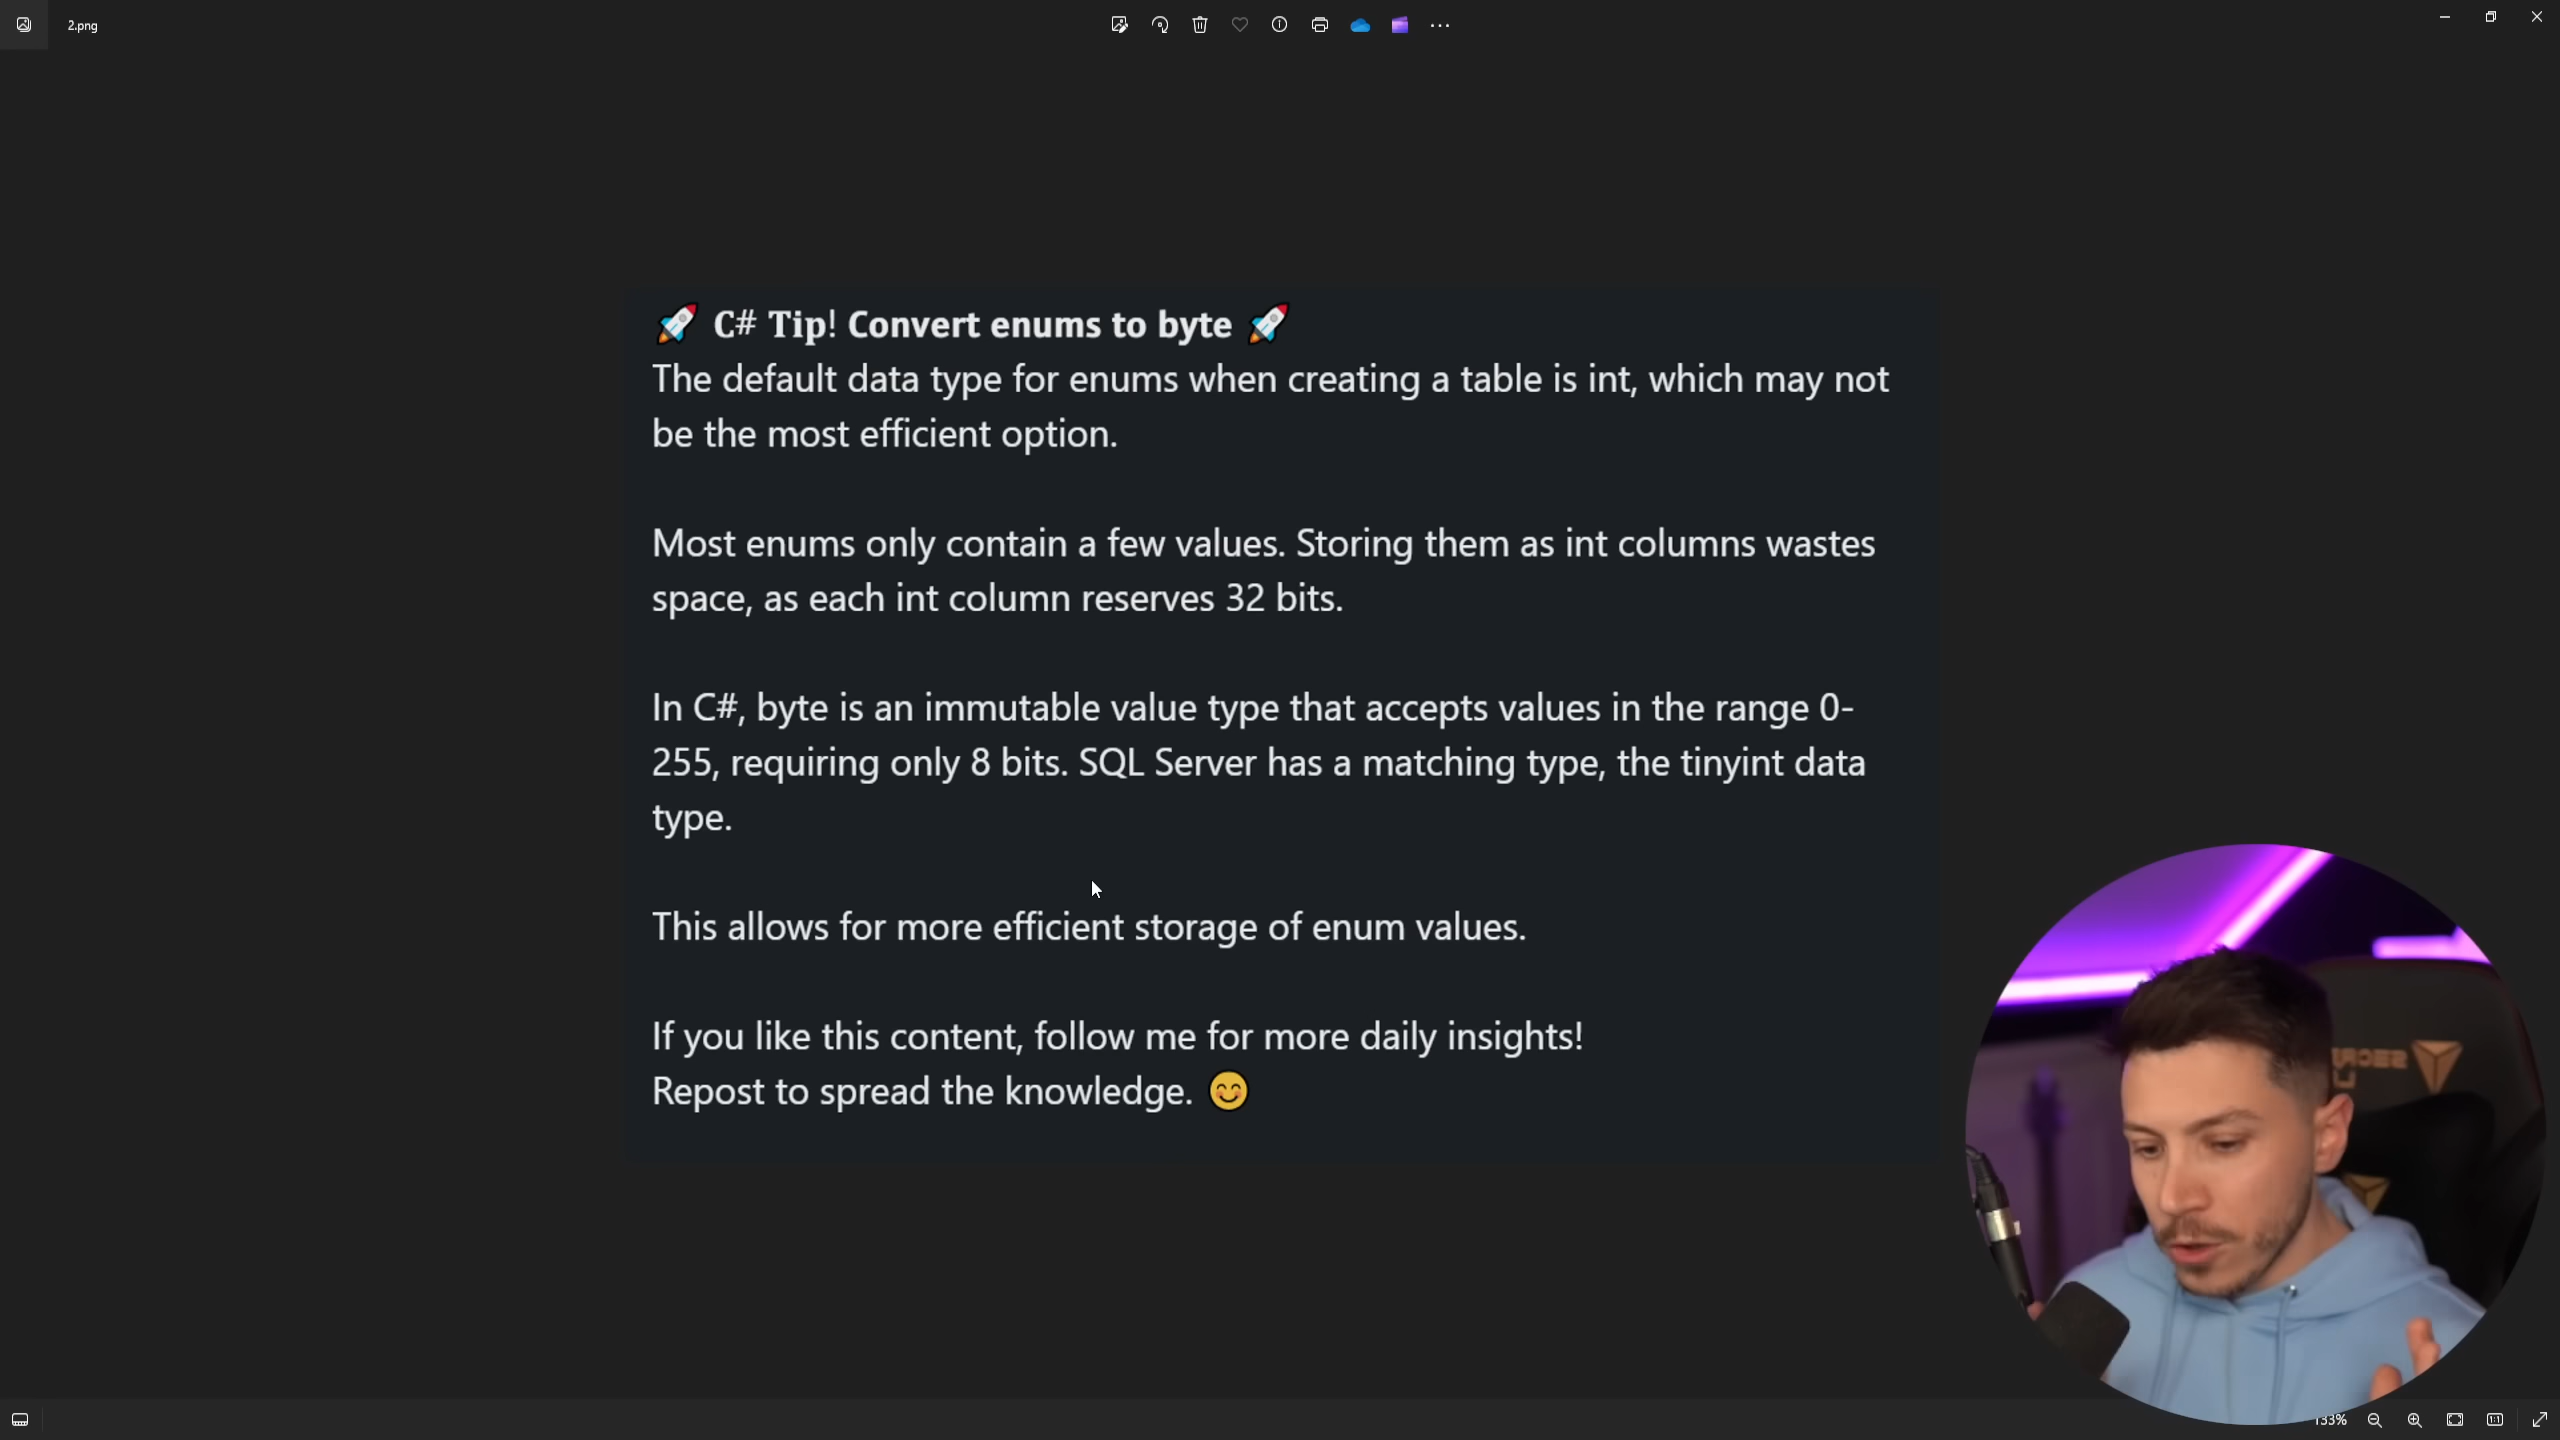 2.png
🚀 C# Tip! Convert enums to byte 🚀
The default data type for enums when creating a table is int, which may not
be the most efficient option.
Most enums only contain a few values. Storing them as int columns wastes
space, as each int column reserves 32 bits.
In C#, byte is an immutable value type that accepts values in the range 0-
255, requiring only 8 bits. SQL Server has a matching type, the tinyint data
type.
This allows for more efficient storage of enum values.
If you like this content, follow me for more daily insights!
Repost to spread the knowledge. 😊
133%